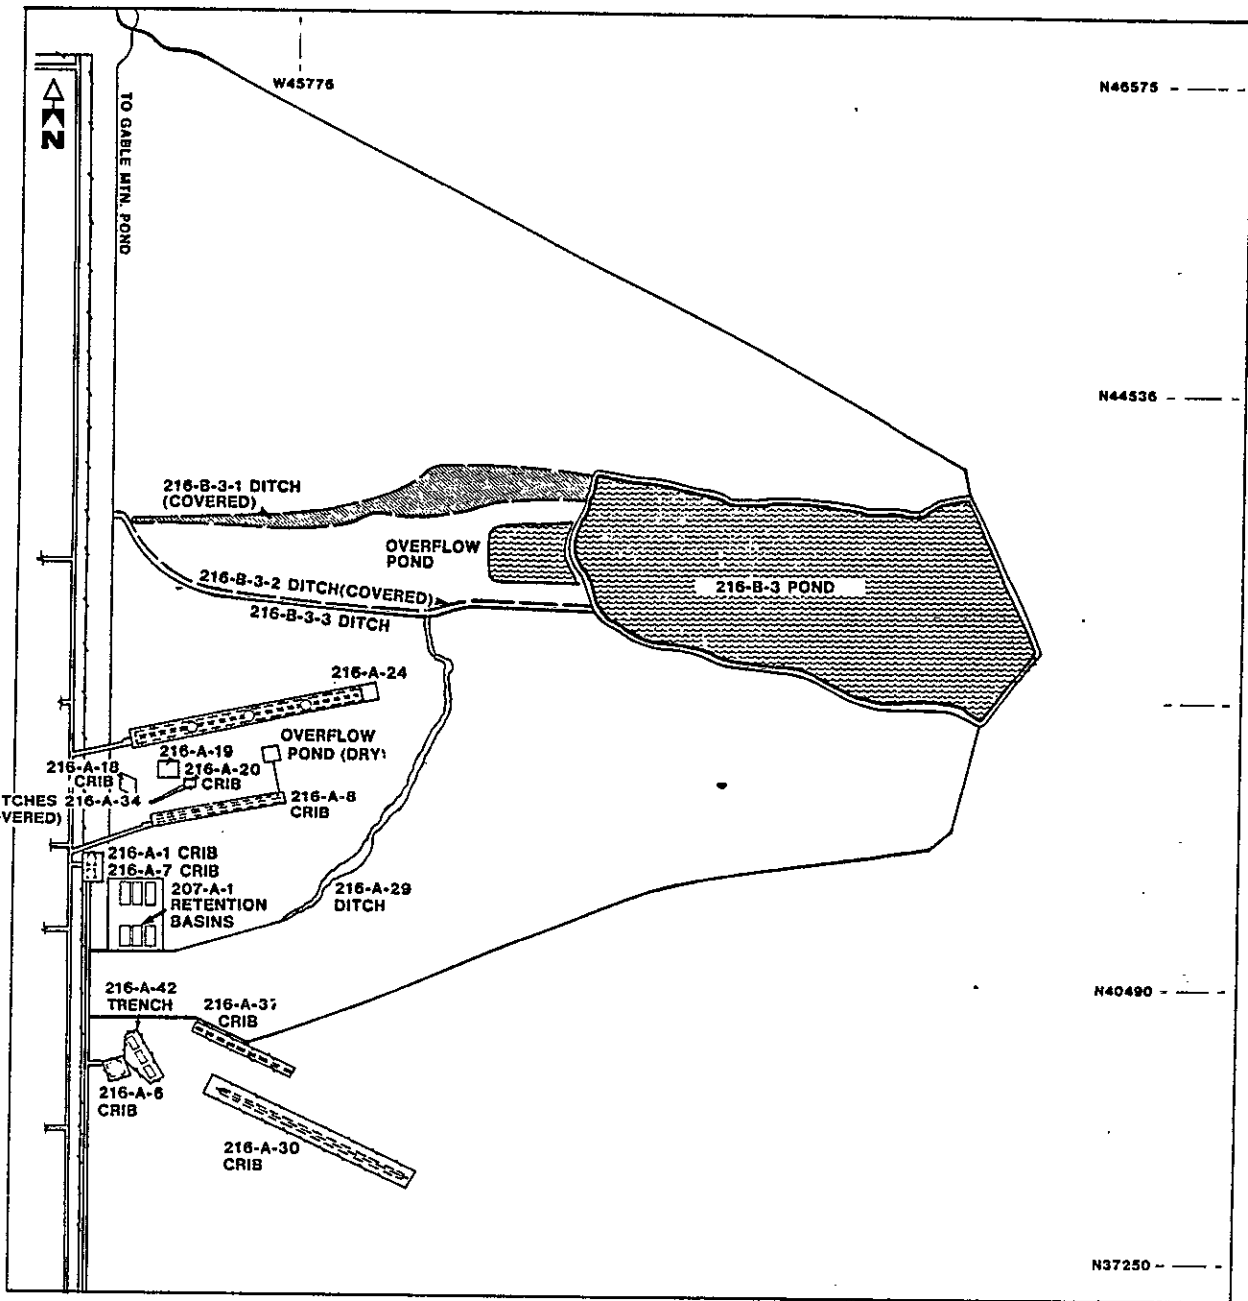 W45776
N46575
N
TO GABLE MTN. POND
N44536
216-B-3-1 DITCH
(COVERED)
OVERFLOW
POND
216-B-3 POND
216-B-3-2 DITCH(COVERED)
216-B-3-3 DITCH
216-A-24
OVERFLOW
POND (DRY)
216-A-19
216-A-18
CRIB
216-A-20
CRIB
TCHES 216-A-34
VERED)
216-A-8
CRIB
216-A-1 CRIB
216-A-7 CRIB
207-A-1
RETENTION
BASINS
216-A-29
DITCH
216-A-42
TRENCH
216-A-37
CRIB
N40490
216-A-6
CRIB
216-A-30
CRIB
N37250